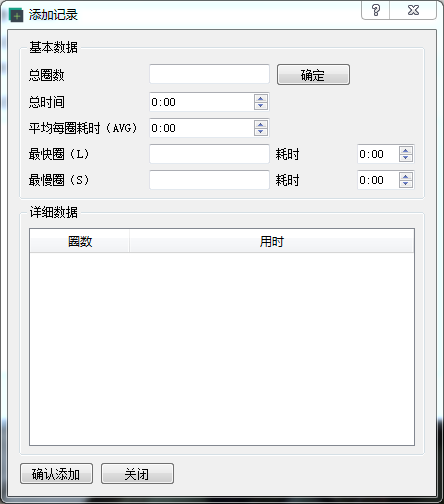 添加记录
基本数据
总圈数 确定
总时间 0:00
平均每圈耗时（AVG） 0:00
最快圈（L） 耗时 0:00
最慢圈（S） 耗时 0:00
详细数据
圈数 用时
确认添加 关闭